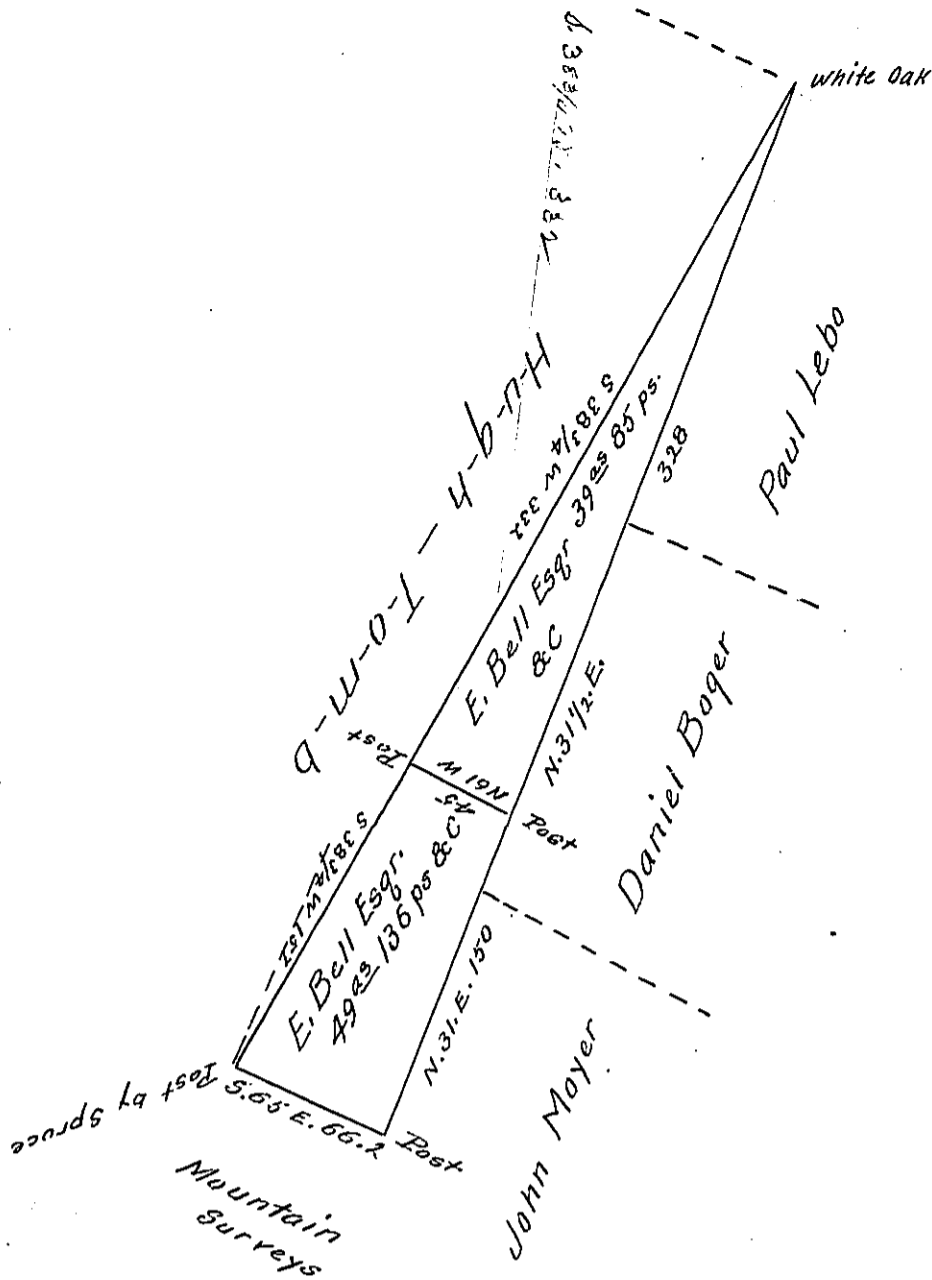 White Oak
H-u-g-h - T-o-m-b
S 38 3/4 W 332
E. Bell Esqr 39as 85 ps.
&C
328
Paul Lebo
N. 31 1/2. E.
Daniel Boger
Post
N61 W
45
Post
S 38 3/4 W 151
E. Bell Esqr.
49as 136 ps &C
N. 31. E. 150
John Moyer
Post by Spruce
S. 65 E. 66.2
Post
Mountain
Surveys